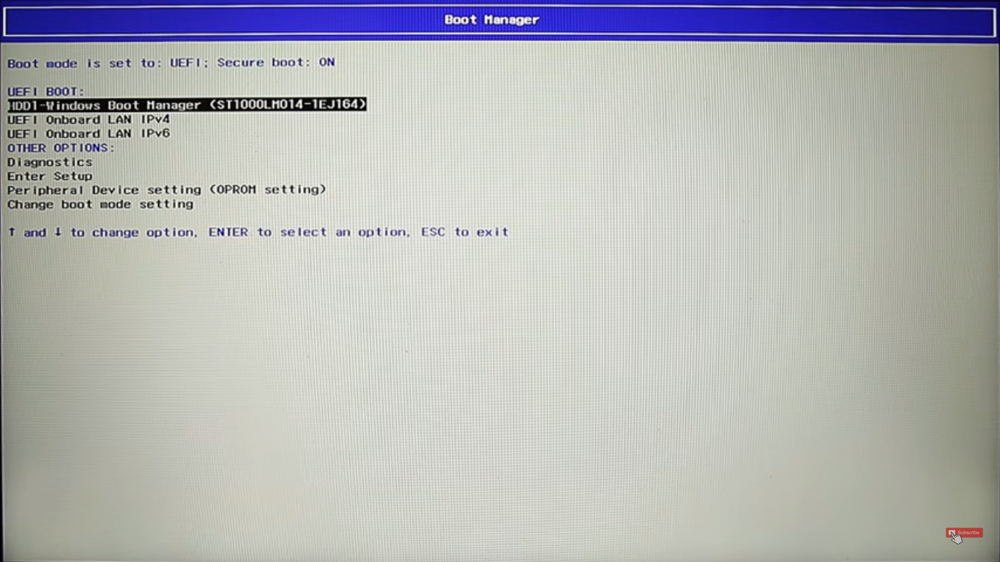 Boot Manager
Boot mode is set to: UEFI; Secure boot: ON
UEFI BOOT:
HDD1-Windows Boot Manager (ST1000LM014-1EJ164)
UEFI Onboard LAN IPv4
UEFI Onboard LAN IPv6
OTHER OPTIONS:
Diagnostics
Enter Setup
Peripheral Device setting (OPROM setting)
Change boot mode setting
↑ and ↓ to change option, ENTER to select an option, ESC to exit
Subscribe